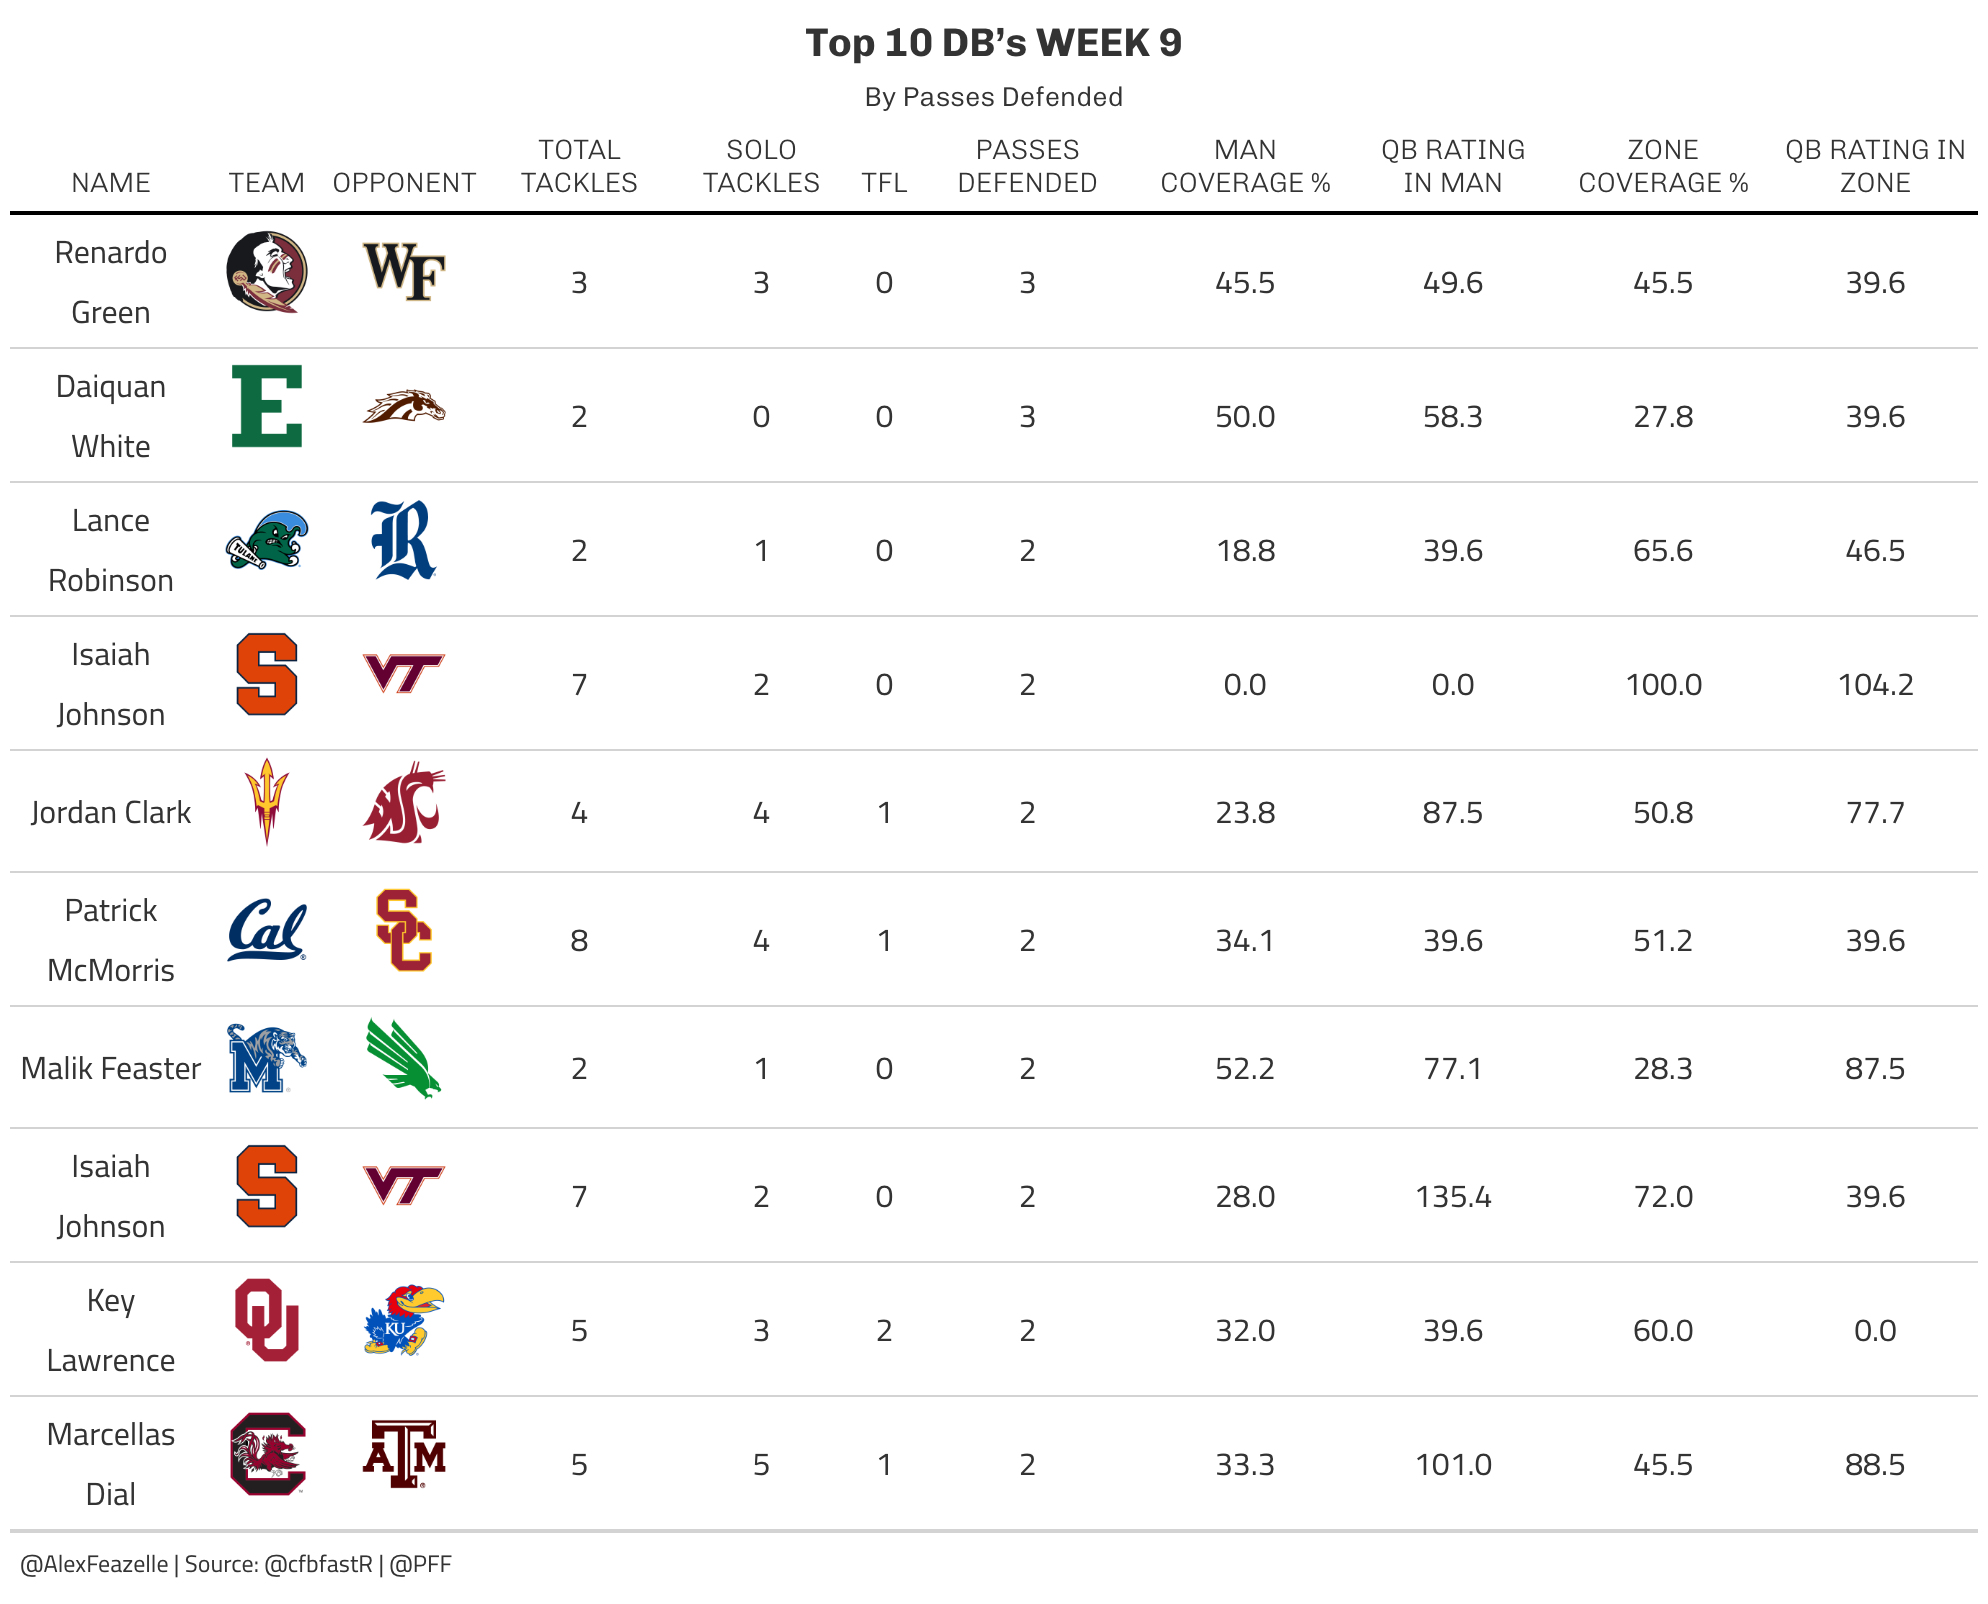 Top 10 DB’s WEEK 9
By Passes Defended
NAME TEAM OPPONENT TOTAL TACKLES SOLO TACKLES TFL PASSES DEFENDED MAN COVERAGE % QB RATING IN MAN ZONE COVERAGE % QB RATING IN ZONE
Renardo Green WF 3 3 0 3 45.5 49.6 45.5 39.6
Daiquan White E 2 0 0 3 50.0 58.3 27.8 39.6
Lance Robinson TULANE R 2 1 0 2 18.8 39.6 65.6 46.5
Isaiah Johnson S VT 7 2 0 2 0.0 0.0 100.0 104.2
Jordan Clark WSC 4 4 1 2 23.8 87.5 50.8 77.7
Patrick McMorris Cal SC 8 4 1 2 34.1 39.6 51.2 39.6
Malik Feaster M 2 1 0 2 52.2 77.1 28.3 87.5
Isaiah Johnson S VT 7 2 0 2 28.0 135.4 72.0 39.6
Key Lawrence OU KU 5 3 2 2 32.0 39.6 60.0 0.0
Marcellas Dial C ATM 5 5 1 2 33.3 101.0 45.5 88.5
@AlexFeazelle | Source: @cfbfastR | @PFF